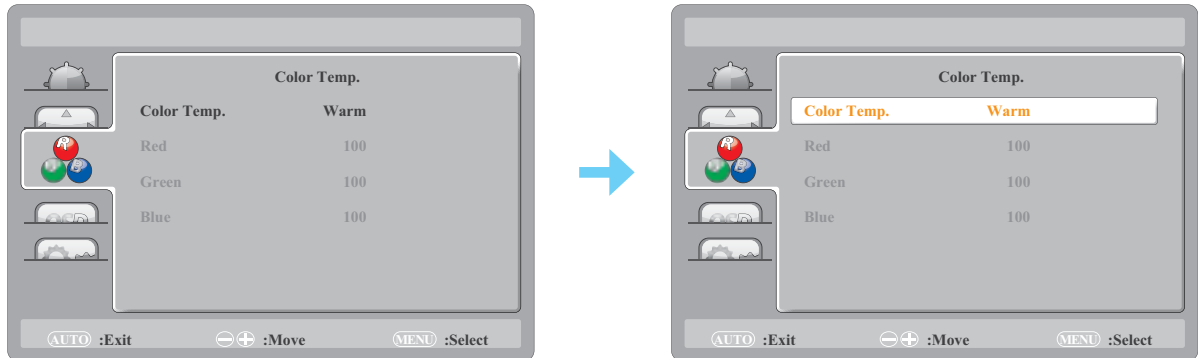 Color Temp.
Color Temp. Warm
Red 100
Green 100
Blue 100
AUTO :Exit :Move MENU :Select
Color Temp.
Color Temp. Warm
Red 100
Green 100
Blue 100
AUTO :Exit :Move MENU :Select